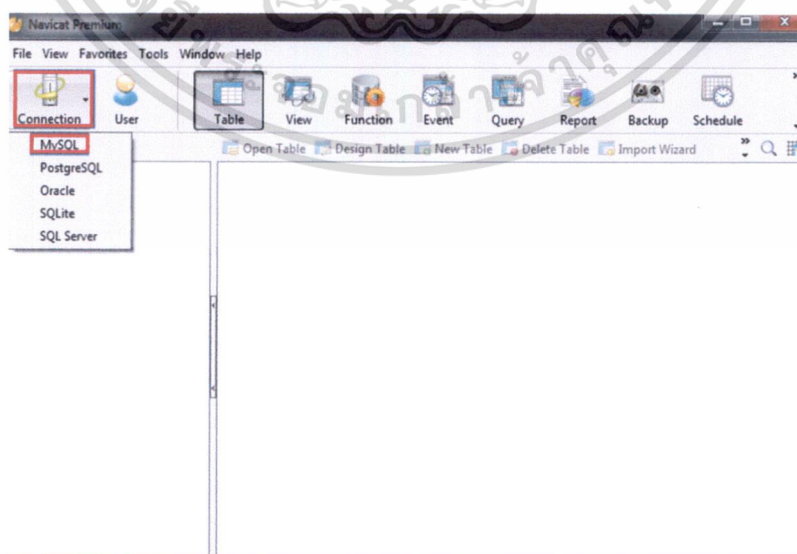 Navicat Premium
File View Favorites Tools Window Help
Connection User Table View Function Event Query Report Backup Schedule
MySQL
PostgreSQL
Oracle
SQLite
SQL Server
Open Table Design Table New Table Delete Table Import Wizard